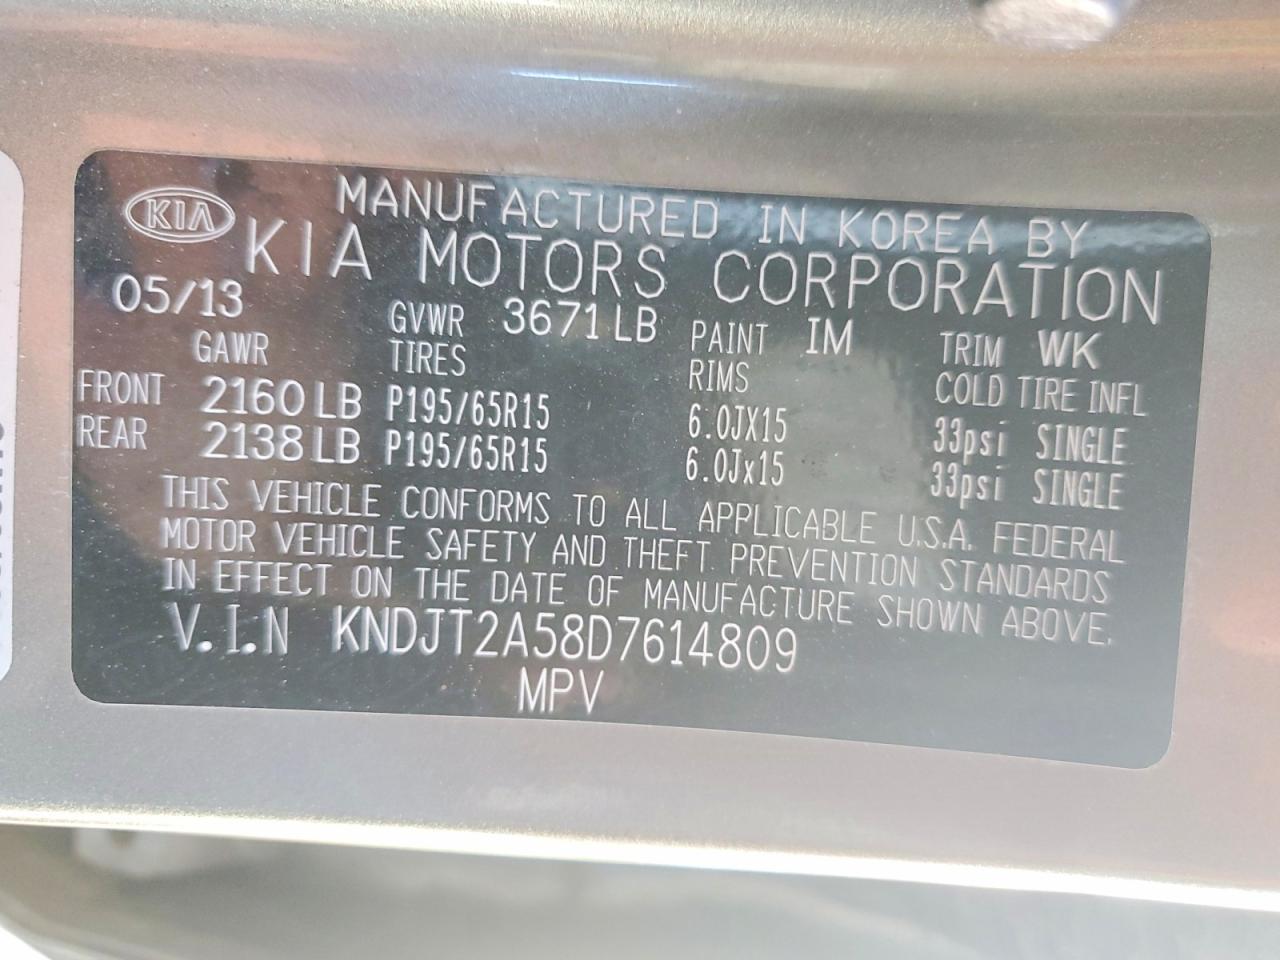 KIA MANUFACTURED IN KOREA BY
KIA MOTORS CORPORATION
05/13 GVWR 3671LB PAINT IM TRIM WK
GAWR TIRES RIMS COLD TIRE INFL
FRONT 2160 LB P195/65R15 6.0JX15 33psi SINGLE
REAR 2138 LB P195/65R15 6.0Jx15 33psi SINGLE
THIS VEHICLE CONFORMS TO ALL APPLICABLE U.S.A. FEDERAL
MOTOR VEHICLE SAFETY AND THEFT PREVENTION STANDARDS
IN EFFECT ON THE DATE OF MANUFACTURE SHOWN ABOVE.
V.I.N KNDJT2A58D7614809
MPV